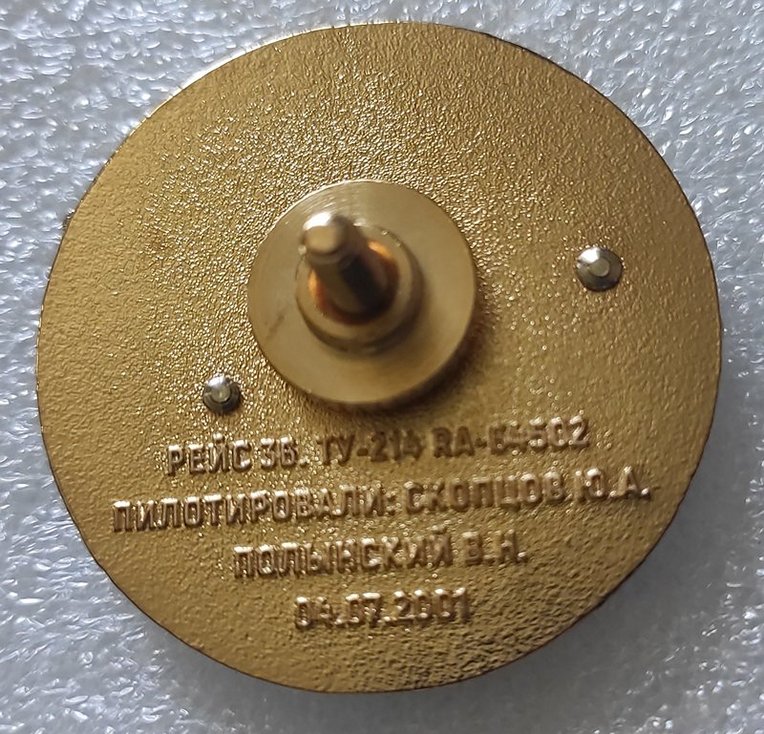 РЕЙС 36. ТУ-214 RA-64502
ПИЛОТИРОВАЛИ: СКОПЦОВ Ю.А.
ПОЛЫНСКИЙ В.Н.
04.07.2001